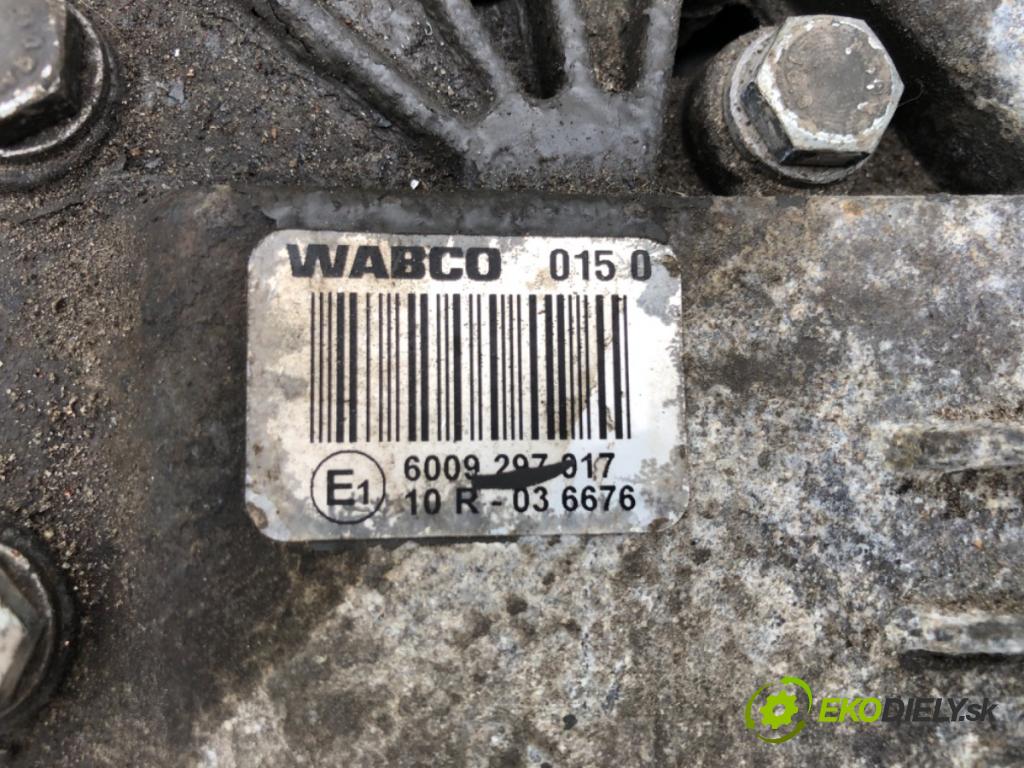 WABCO 015 0
6009 297 017
E1
10 R - 03 6676
EKODIELY.sk